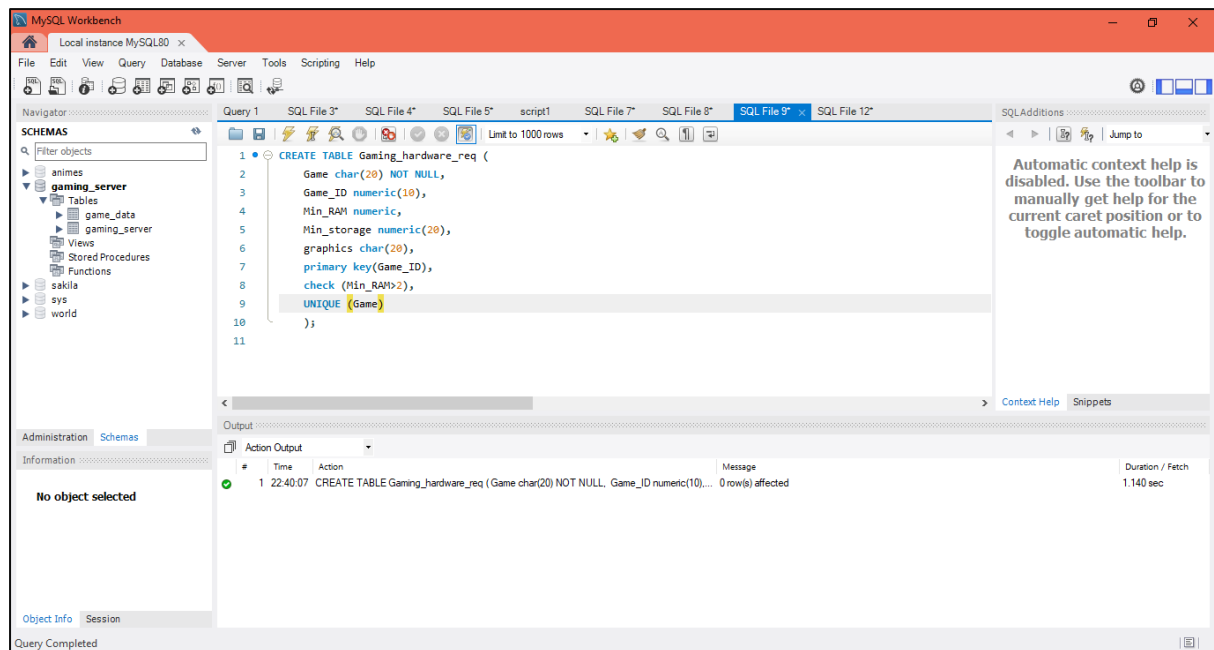 MySQL Workbench
Local instance MySQL80 ×
File Edit View Query Database Server Tools Scripting Help
Navigator
SCHEMAS
Filter objects
animes
gaming_server
Tables
game_data
gaming_server
Views
Stored Procedures
Functions
sakila
sys
world
Administration Schemas
Information
No object selected
Object Info Session
Query 1 SQL File 3* SQL File 4* SQL File 5* script1 SQL File 7* SQL File 8* SQL File 9* × SQL File 12*
Limit to 1000 rows
1 CREATE TABLE Gaming_hardware_req (
2 Game char(20) NOT NULL,
3 Game_ID numeric(10),
4 Min_RAM numeric,
5 Min_storage numeric(20),
6 graphics char(20),
7 primary key(Game_ID),
8 check (Min_RAM>2),
9 UNIQUE (Game)
10 );
11
Output
Action Output
# Time Action Message Duration / Fetch
1 22:40:07 CREATE TABLE Gaming_hardware_req ( Game char(20) NOT NULL, Game_ID numeric(10),... 0 row(s) affected 1.140 sec
SQLAdditions
Jump to
Automatic context help is
disabled. Use the toolbar to
manually get help for the
current caret position or to
toggle automatic help.
Context Help Snippets
Query Completed